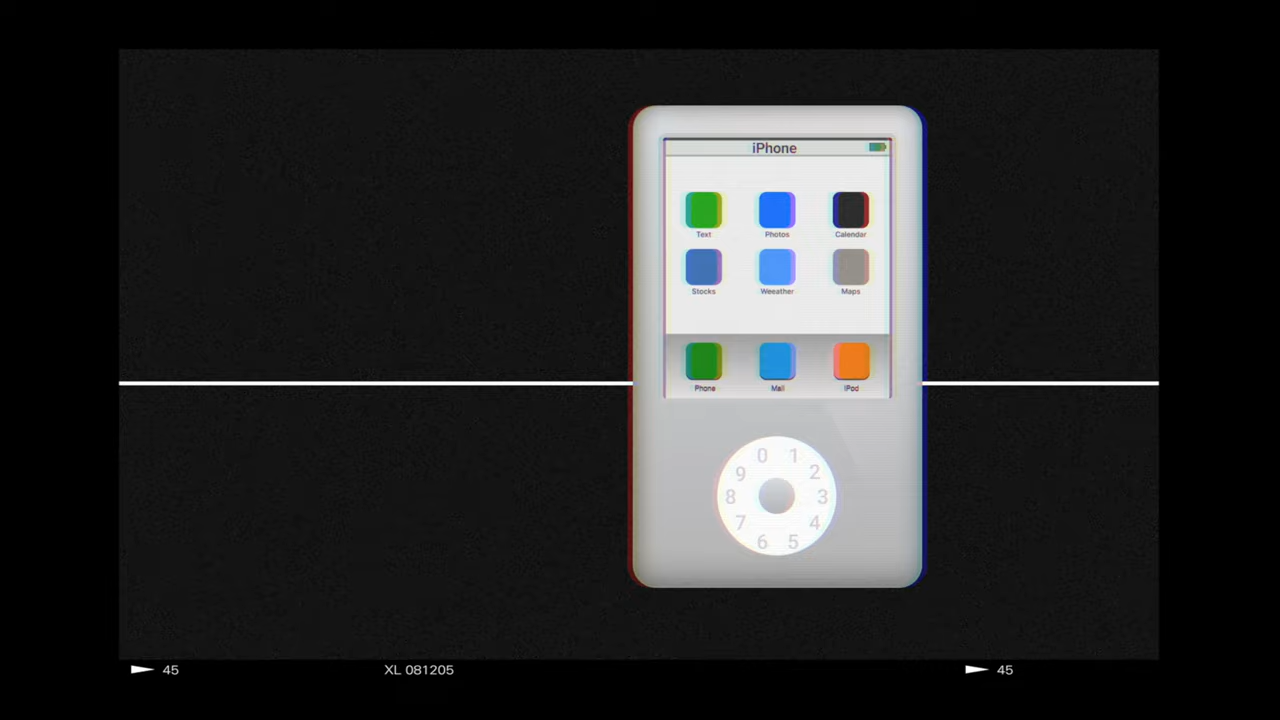 iPhone
Text Photos Calendar
Stocks Weeather Maps
Phone Mail iPod
0 1
9 2
8 3
7 4
6 5
45 XL 081205 45